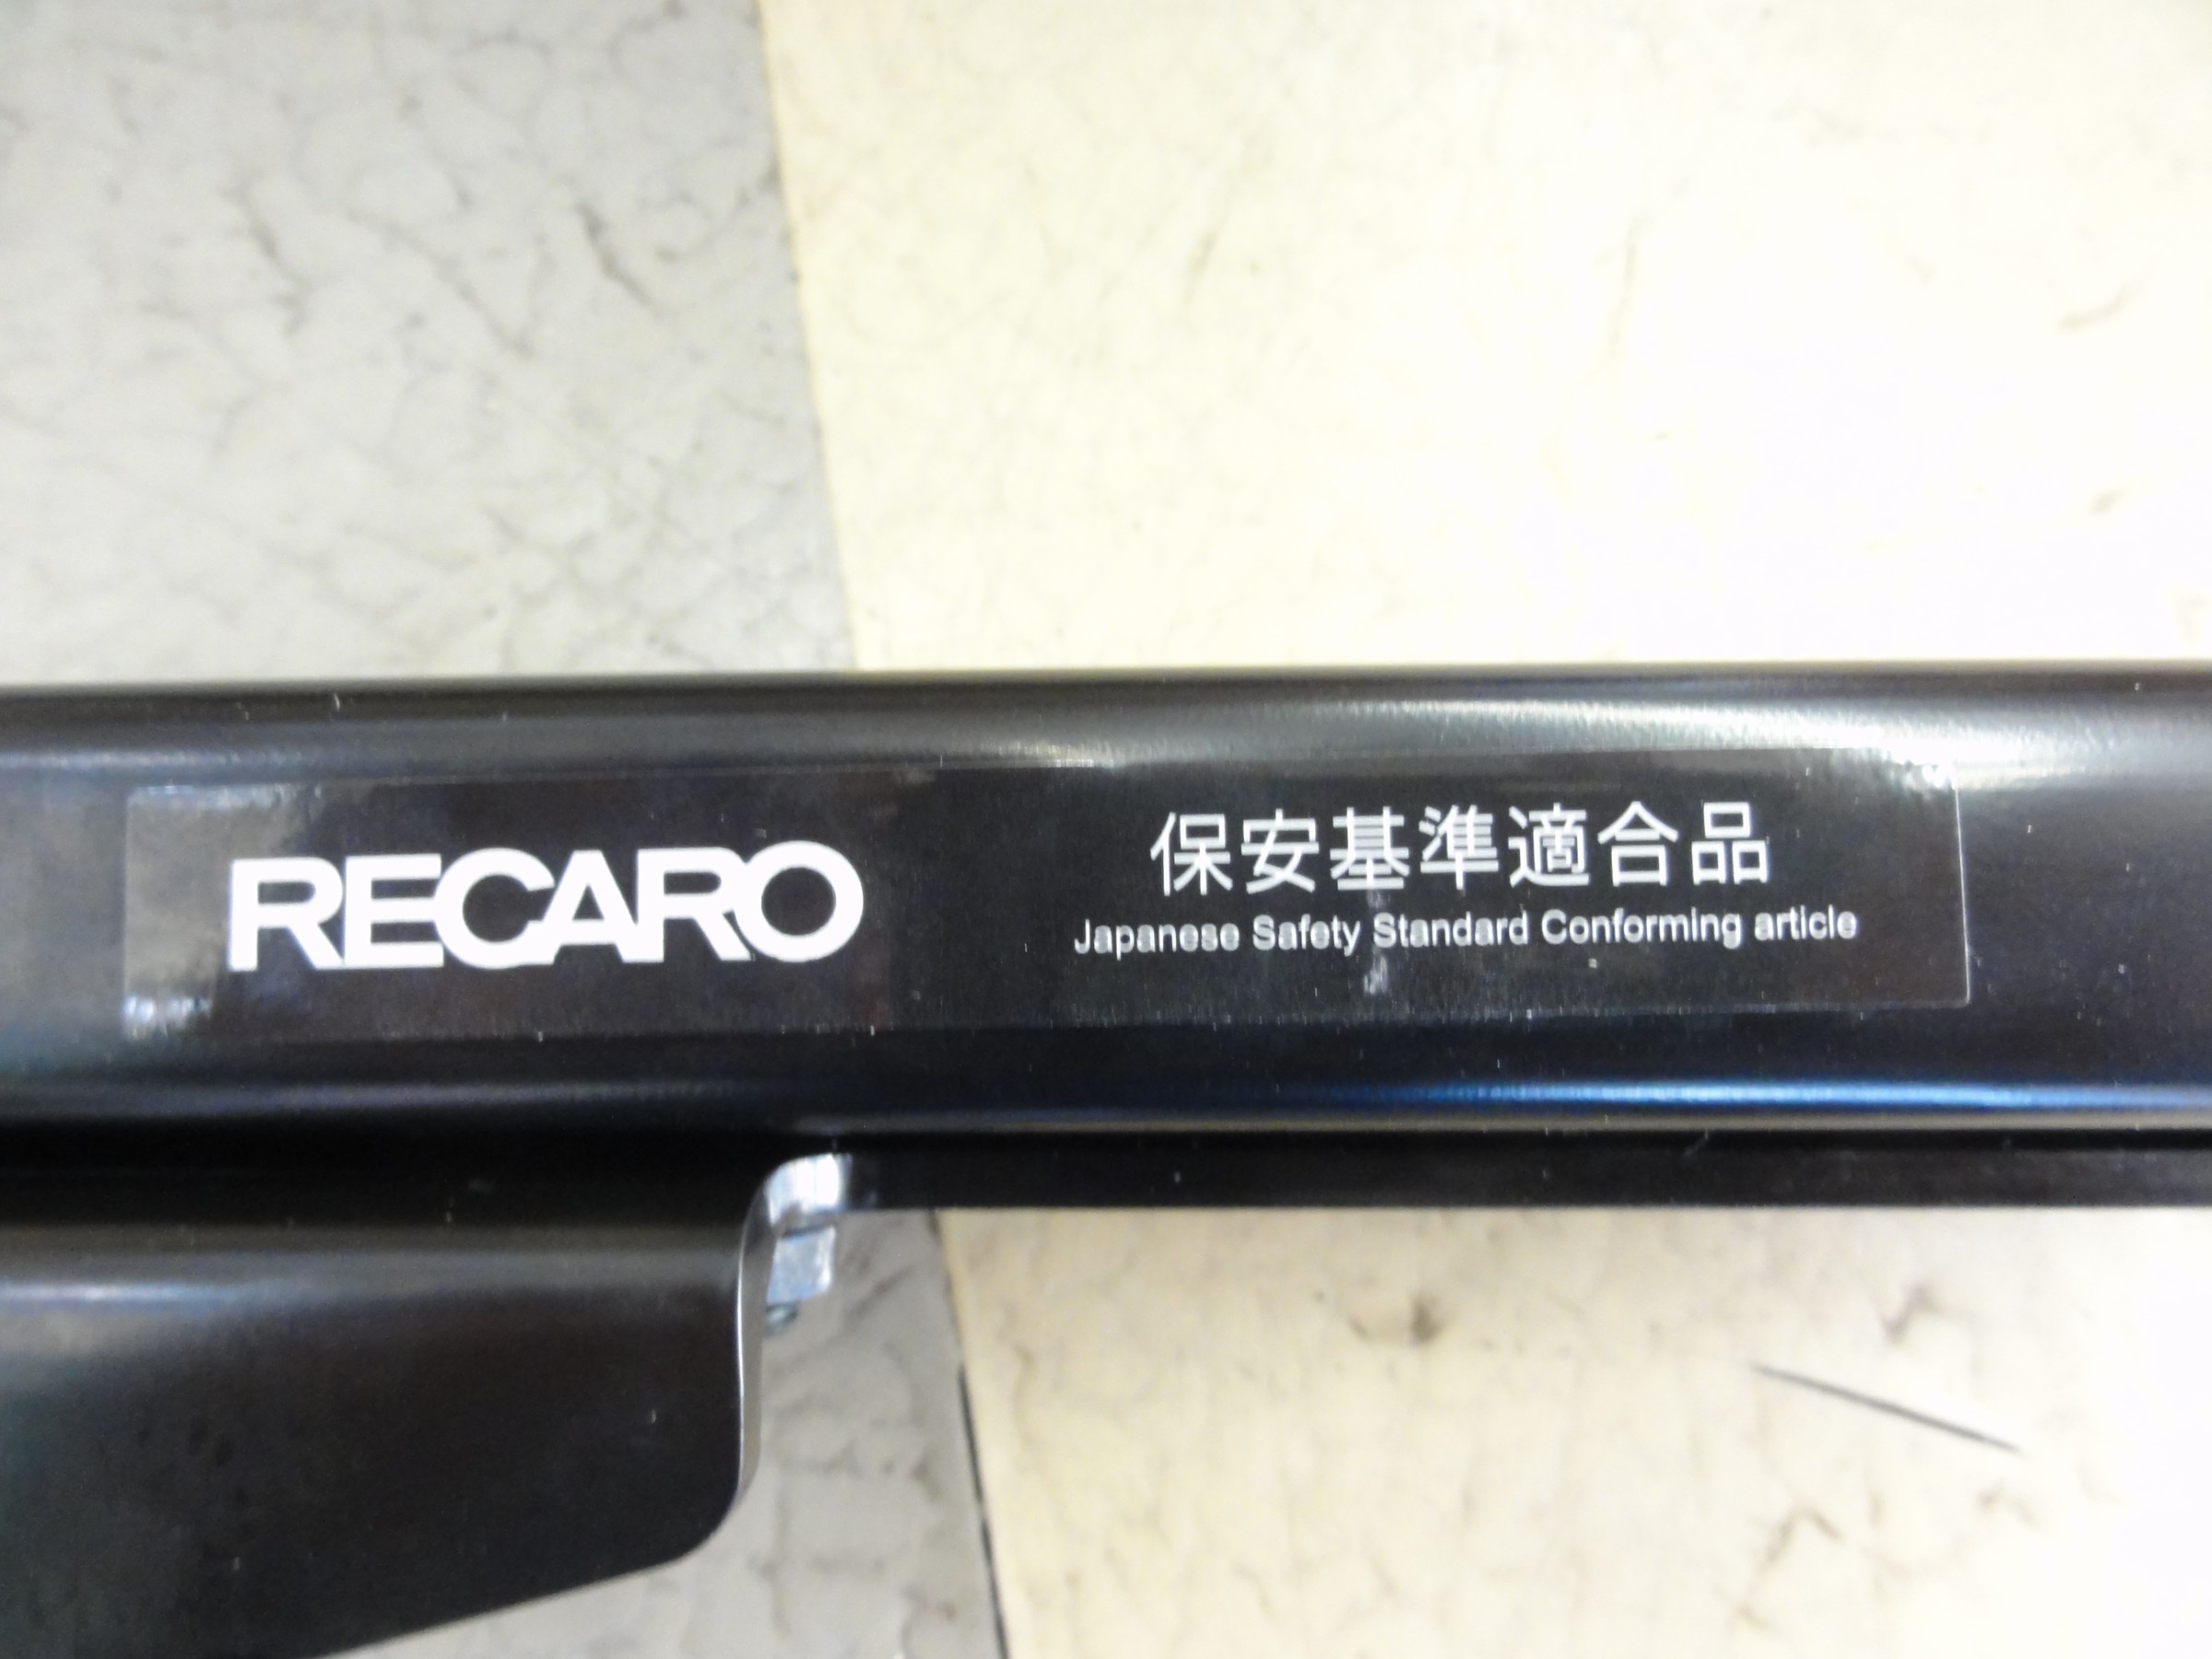 RECARO
保安基準適合品
Japanese Safety Standard Conforming article